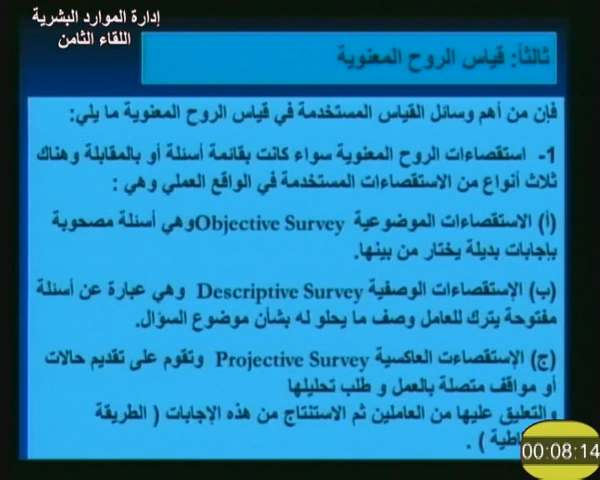 إدارة الموارد البشرية
اللقاء الثامن
ثالثاً: قياس الروح المعنوية
فإن من أهم وسائل القياس المستخدمة في قياس الروح المعنوية ما يلي:
1- استقصاءات الروح المعنوية سواء كانت بقائمة أسئلة أو بالمقابلة وهناك
ثلاث أنواع من الاستقصاءات المستخدمة في الواقع العملي وهي :
(أ) الاستقصاءات الموضوعية Objective Survey وهي أسئلة مصحوبة
بإجابات بديلة يختار من بينها.
(ب) الإستقصاءات الوصفية Descriptive Survey وهي عبارة عن أسئلة
مفتوحة يترك للعامل وصف ما يحلو له بشأن موضوع السؤال.
(ج) الإستقصاءات العاكسية Projective Survey وتقوم على تقديم حالات
أو مواقف متصلة بالعمل و طلب تحليلها
والتعليق عليها من العاملين ثم الاستنتاج من هذه الإجابات ( الطريقة
) .
00:08:14